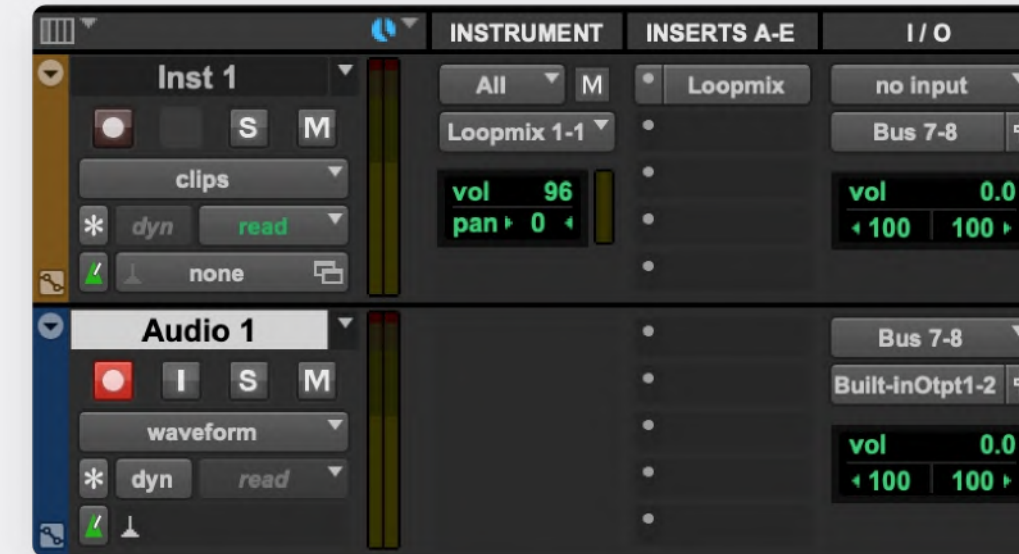 INSTRUMENT INSERTS A-E I / O
Inst 1 All M Loopmix no input
S M Loopmix 1-1 Bus 7-8
clips
vol 96 vol 0.0
dyn read pan 0 100 100
none
Audio 1 Bus 7-8
I S M Built-inOtpt1-2
waveform
vol 0.0
dyn read 100 100